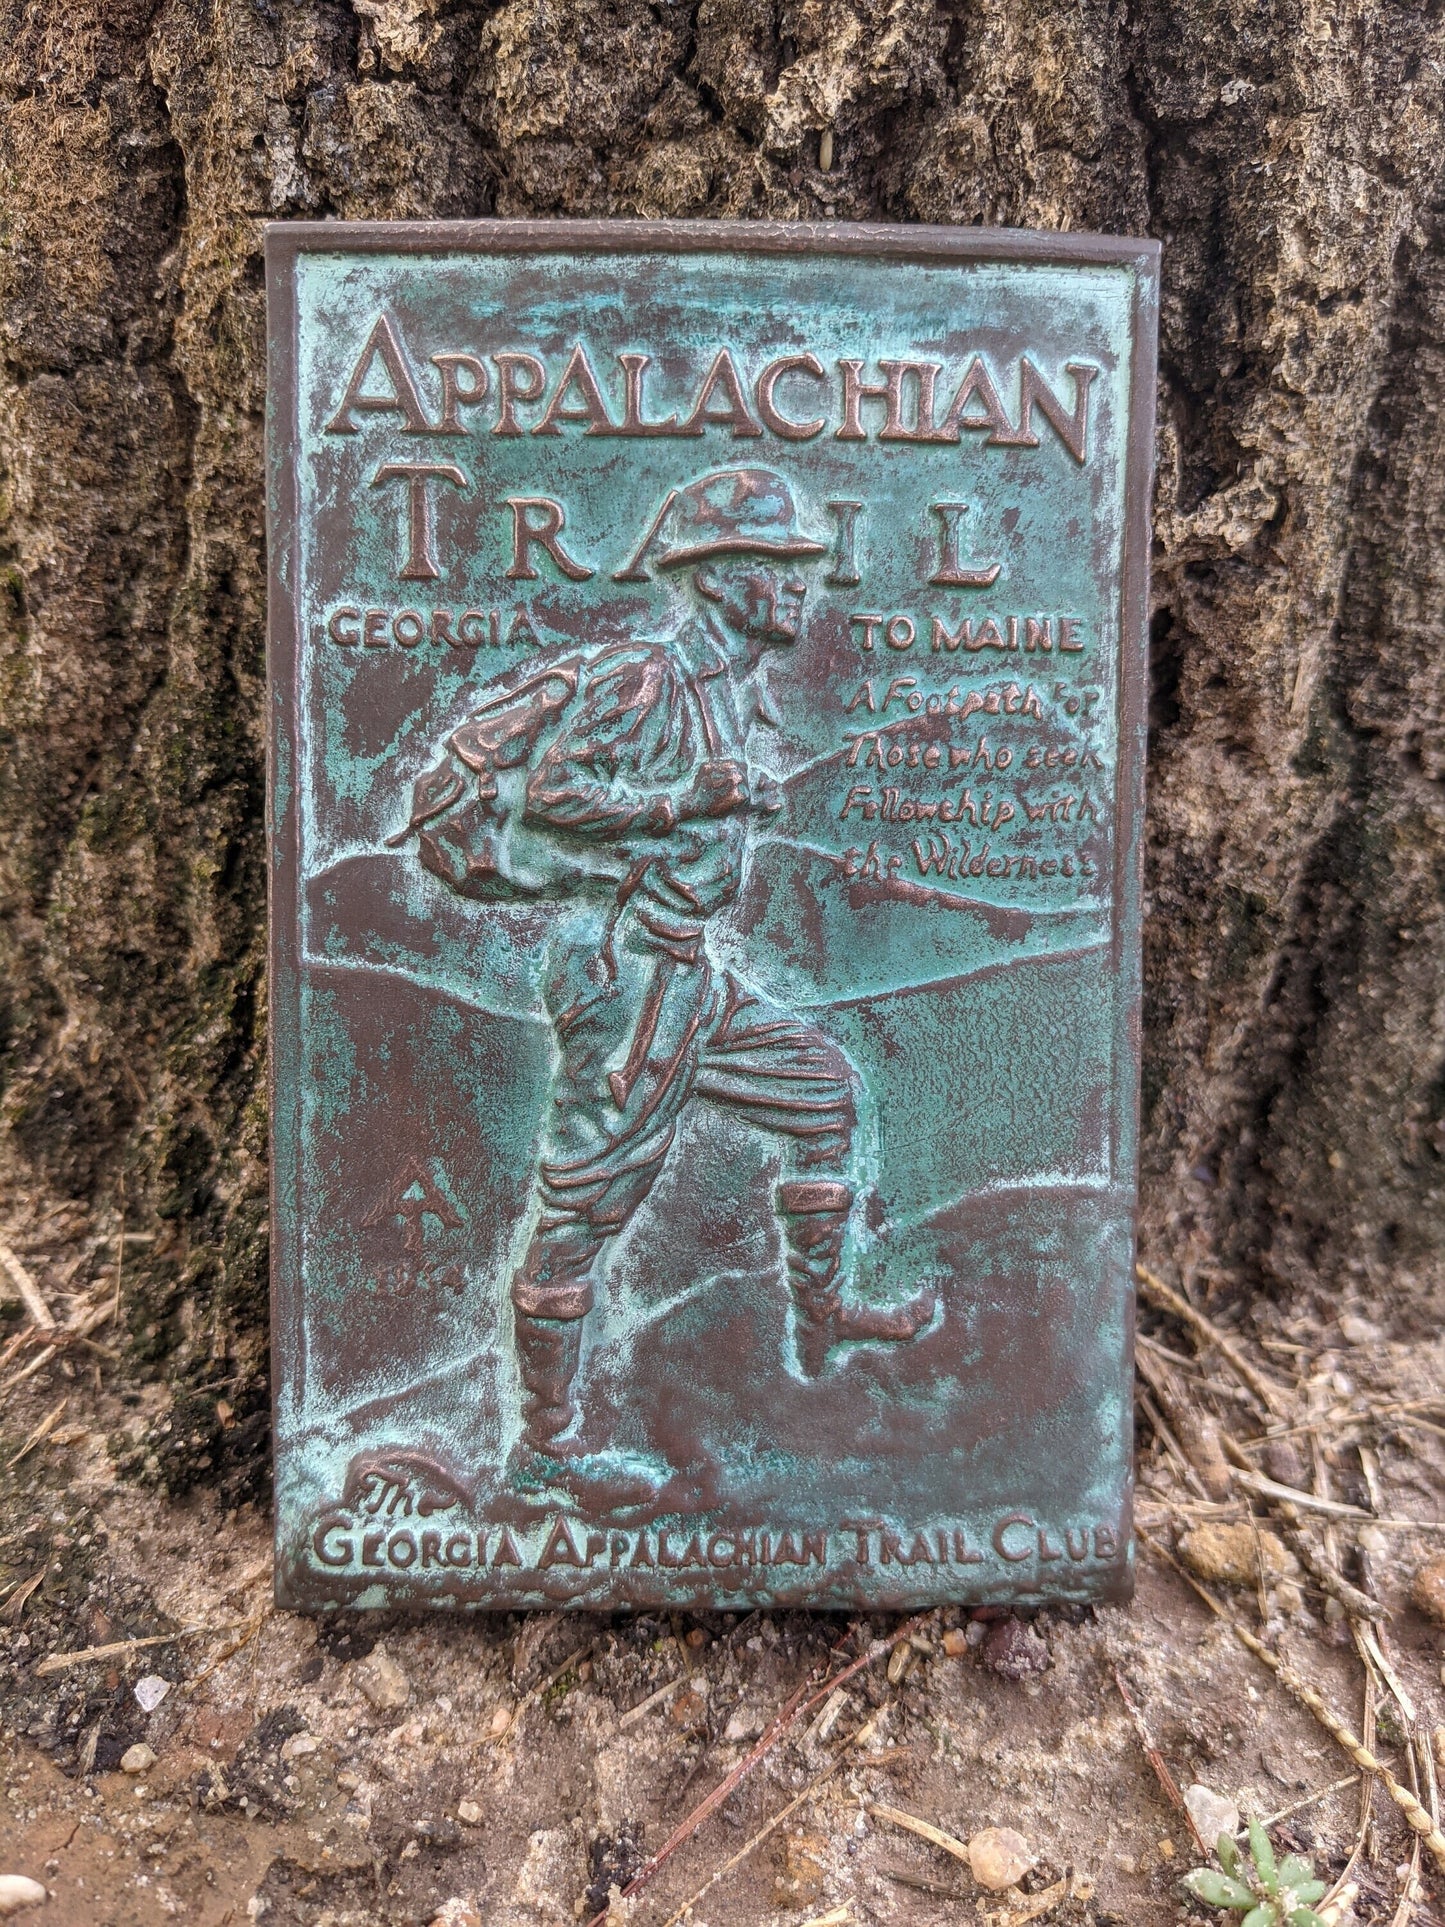 APPALACHIAN
TRAIL
GEORGIA TO MAINE
A Footpath for
Those who seek
Fellowship with
the Wilderness
1934
The
GEORGIA APPALACHIAN TRAIL CLUB